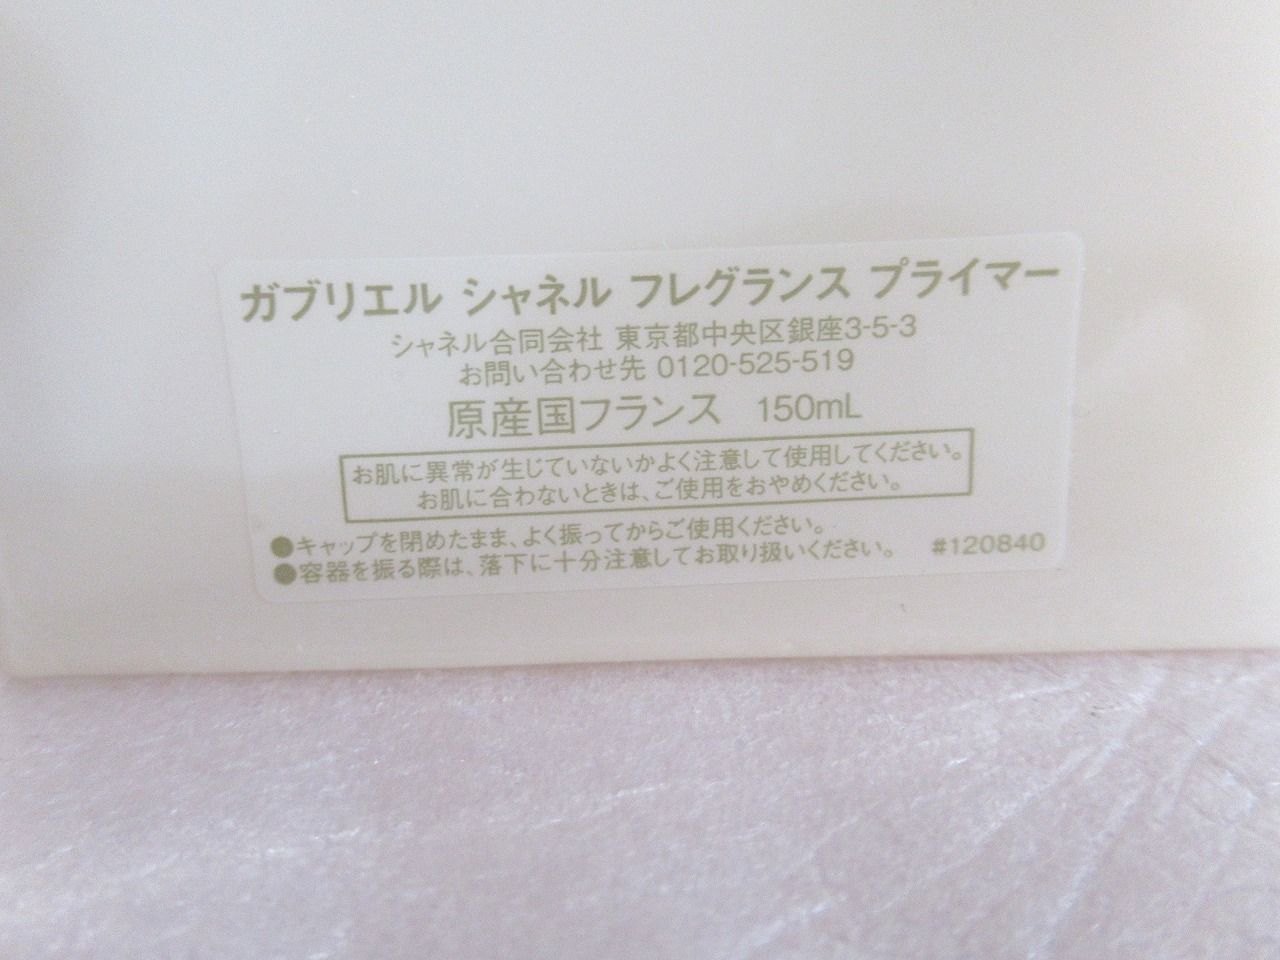 ガブリエル シャネル フレグランス プライマー
シャネル合同会社 東京都中央区銀座3-5-3
お問い合わせ先 0120-525-519
原産国フランス 150mL
お肌に異常が生じていないかよく注意して使用してください。
お肌に合わないときは、ご使用をおやめください。
●キャップを閉めたまま、よく振ってからご使用ください。
●容器を振る際は、落下に十分注意してお取り扱いください。 #120840